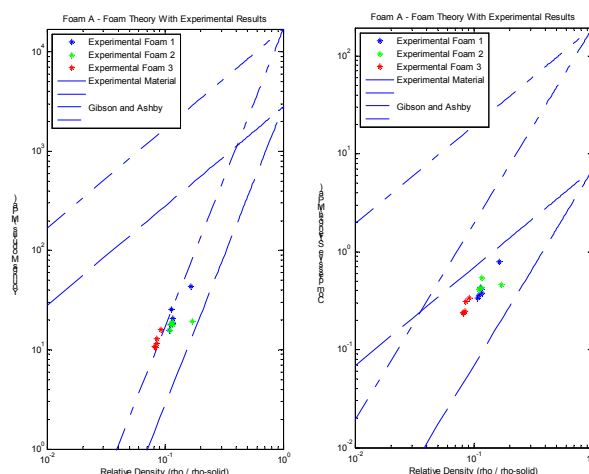 Foam A - Foam Theory With Experimental Results
10^4
10^3
10^2
10^1
10^0
10^-2
10^-1
10^0
Relative Density (rho / rho-solid)
Experimental Foam 1
Experimental Foam 2
Experimental Foam 3
Experimental Material
Gibson and Ashby
Foam A - Foam Theory With Experimental Results
10^2
10^1
10^0
10^-1
10^-2
10^-2
10^-1
10^0
Relative Density (rho / rho-solid)
Experimental Foam 1
Experimental Foam 2
Experimental Foam 3
Experimental Material
Gibson and Ashby